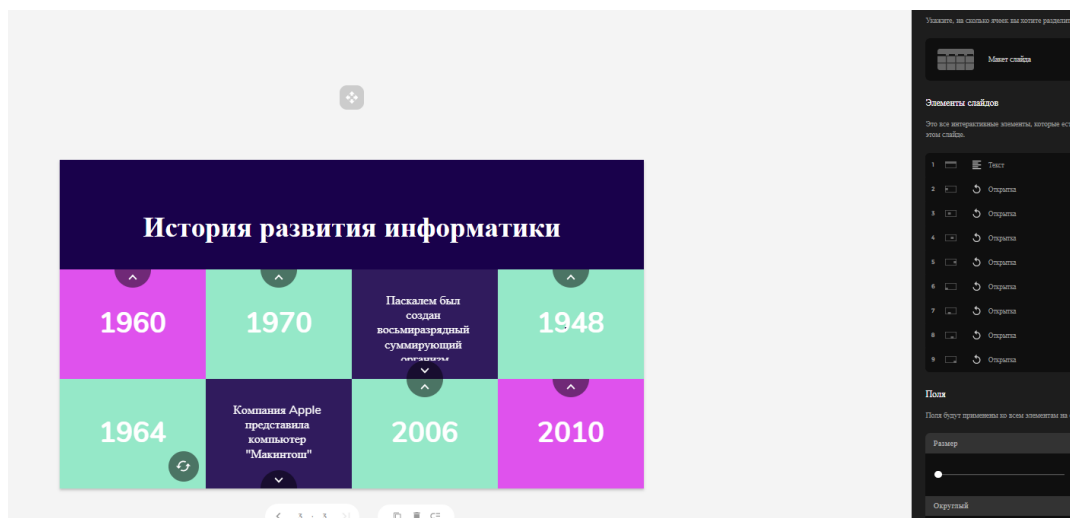 Укажите, на сколько ячеек вы хотите разделит
Макет слайда
Элементы слайдов
Это все интерактивные элементы, которые ест
этом слайде.
1 Текст
2 Открытка
3 Открытка
4 Открытка
5 Открытка
6 Открытка
7 Открытка
8 Открытка
9 Открытка
Поля
Поля будут применены ко всем элементам на
Размер
Округлый
История развития информатики
1960
1970
Паскалем был
создан
восьмиразрядный
суммирующий
организм
1948
1964
Компания Apple
представила
компьютер
"Макинтош"
2006
2010